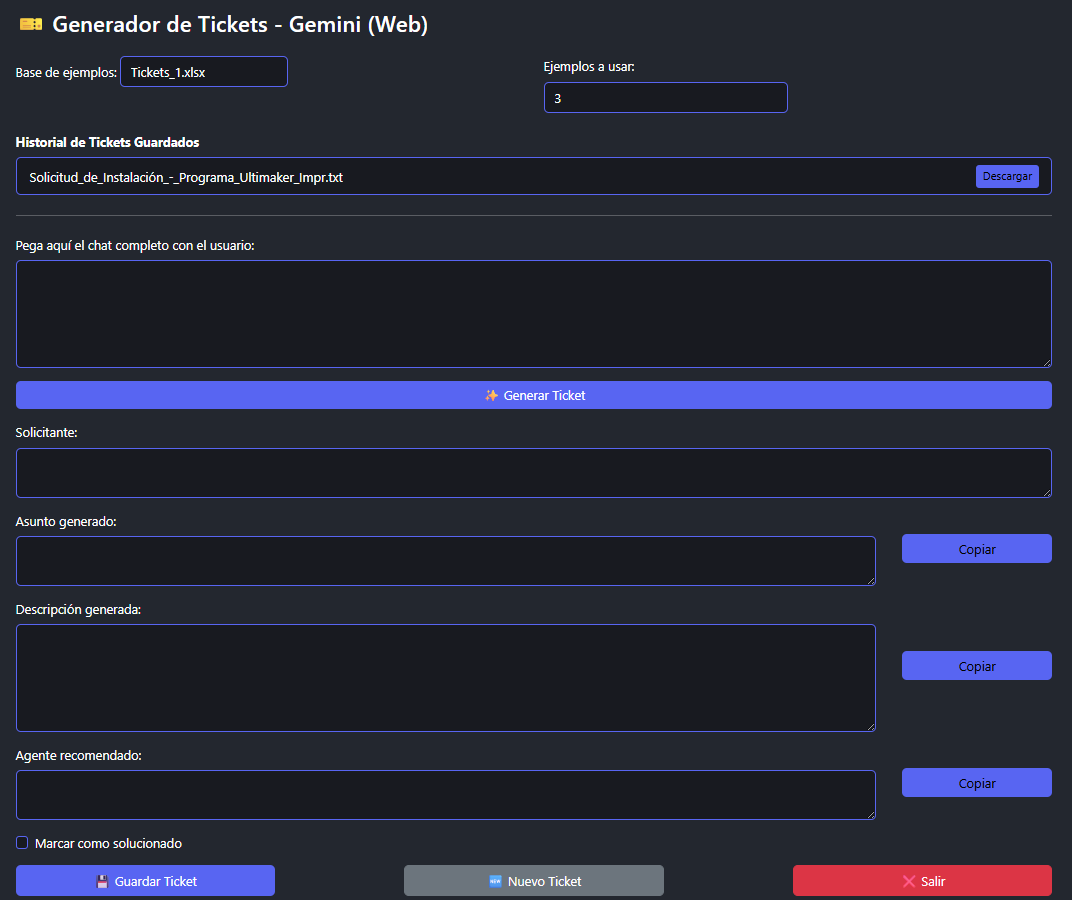 Generador de Tickets - Gemini (Web)
Base de ejemplos: Tickets_1.xlsx
Ejemplos a usar:
3
Historial de Tickets Guardados
Solicitud_de_Instalación_-_Programa_Ultimaker_Impr.txt Descargar
Pega aquí el chat completo con el usuario:
Generar Ticket
Solicitante:
Asunto generado:
Copiar
Descripción generada:
Copiar
Agente recomendado:
Copiar
Marcar como solucionado
Guardar Ticket Nuevo Ticket Salir